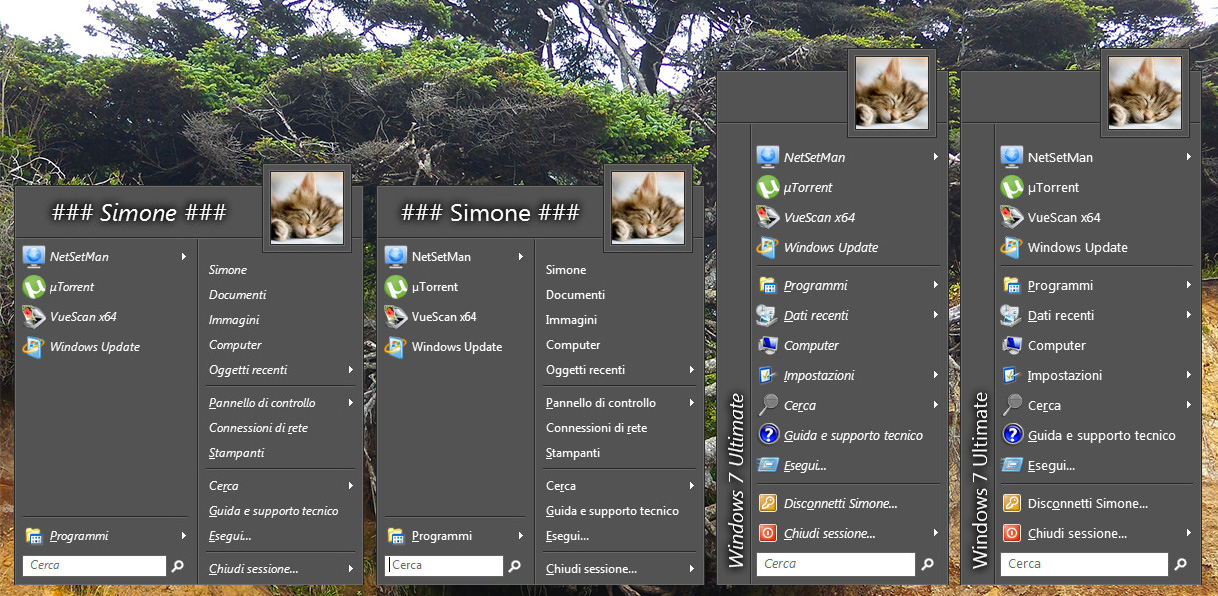 ### Simone ###
NetSetMan
µTorrent
VueScan x64
Windows Update
Programmi
Cerca
Simone
Documenti
Immagini
Computer
Oggetti recenti
Pannello di controllo
Connessioni di rete
Stampanti
Cerca
Guida e supporto tecnico
Esegui...
Chiudi sessione...
### Simone ###
NetSetMan
µTorrent
VueScan x64
Windows Update
Programmi
Cerca
Simone
Documenti
Immagini
Computer
Oggetti recenti
Pannello di controllo
Connessioni di rete
Stampanti
Cerca
Guida e supporto tecnico
Esegui...
Chiudi sessione...
Windows 7 Ultimate
NetSetMan
µTorrent
VueScan x64
Windows Update
Programmi
Dati recenti
Computer
Impostazioni
Cerca
Guida e supporto tecnico
Esegui...
Disconnetti Simone...
Chiudi sessione...
Cerca
Windows 7 Ultimate
NetSetMan
µTorrent
VueScan x64
Windows Update
Programmi
Dati recenti
Computer
Impostazioni
Cerca
Guida e supporto tecnico
Esegui...
Disconnetti Simone...
Chiudi sessione...
Cerca